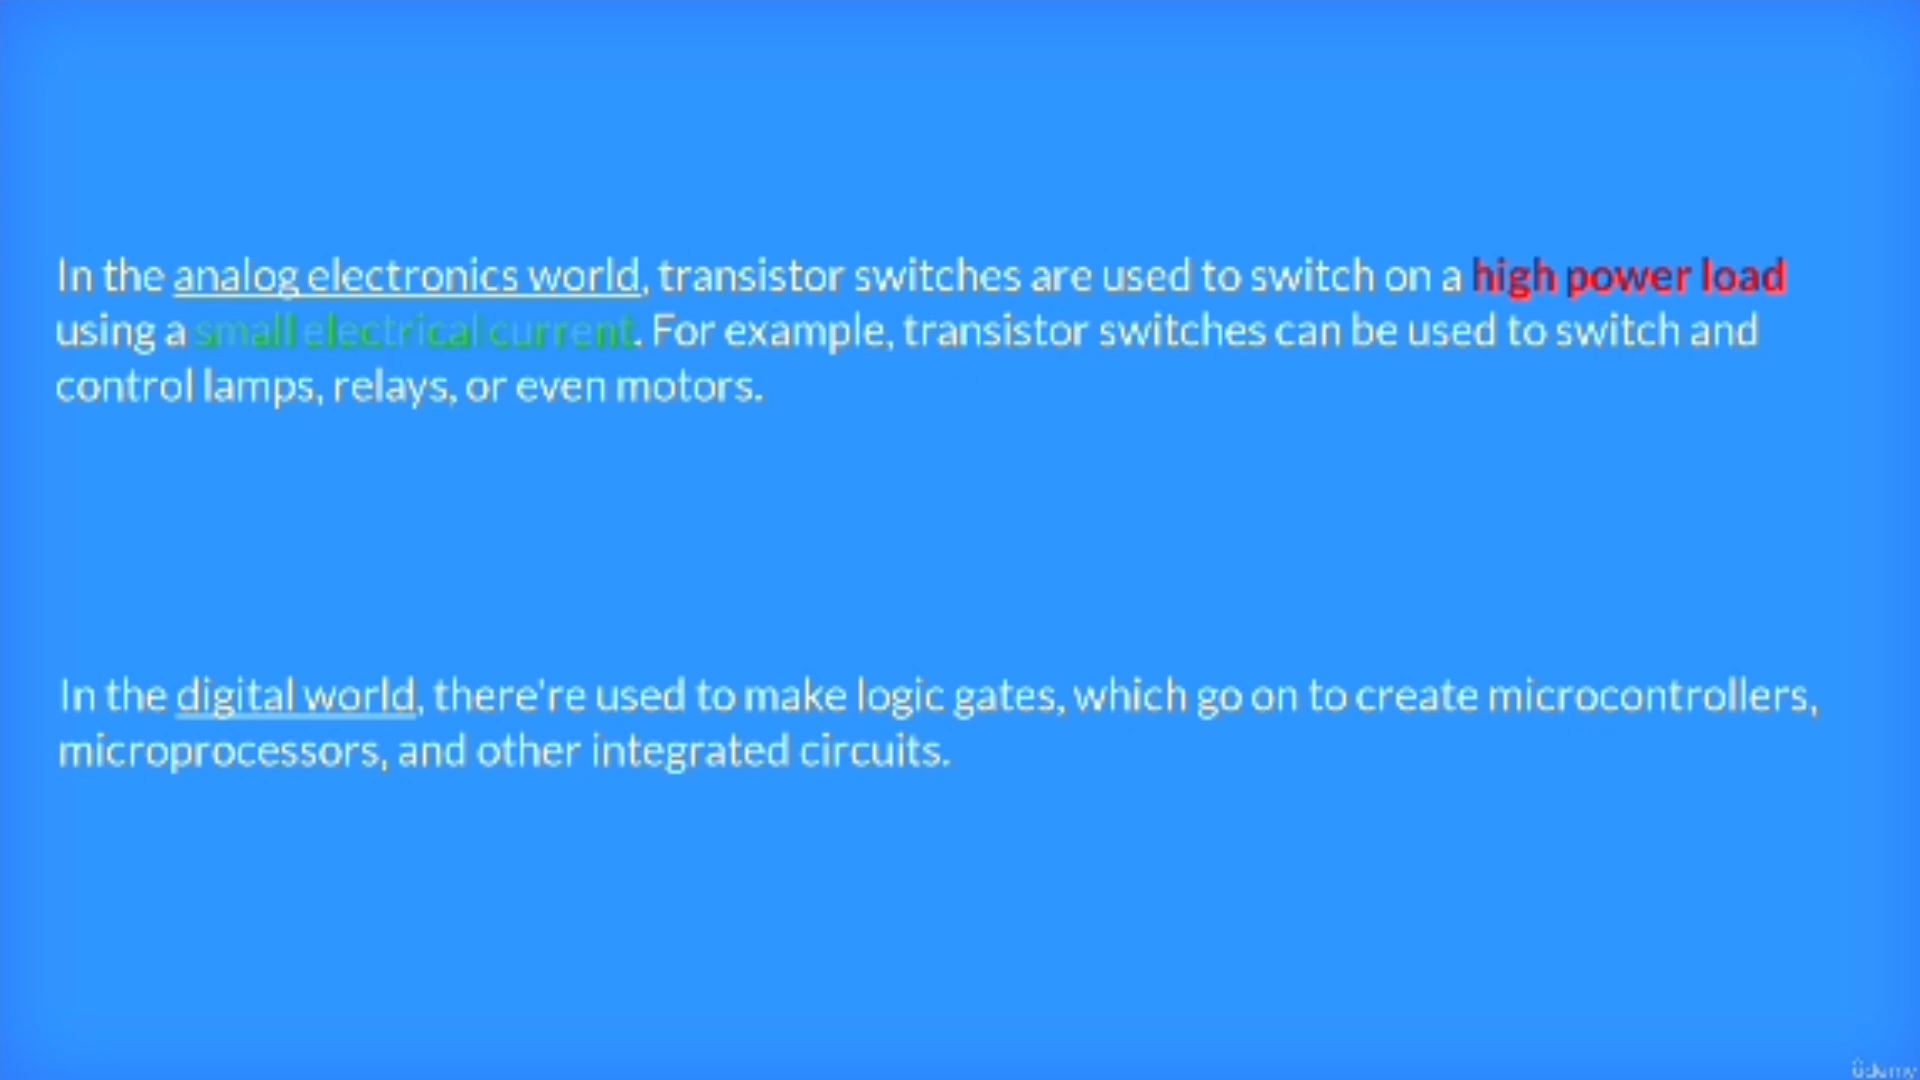 In the analog electronics world, transistor switches are used to switch on a high power load
using a small electrical current. For example, transistor switches can be used to switch and
control lamps, relays, or even motors.
In the digital world, there're used to make logic gates, which go on to create microcontrollers,
microprocessors, and other integrated circuits.
ûdemy